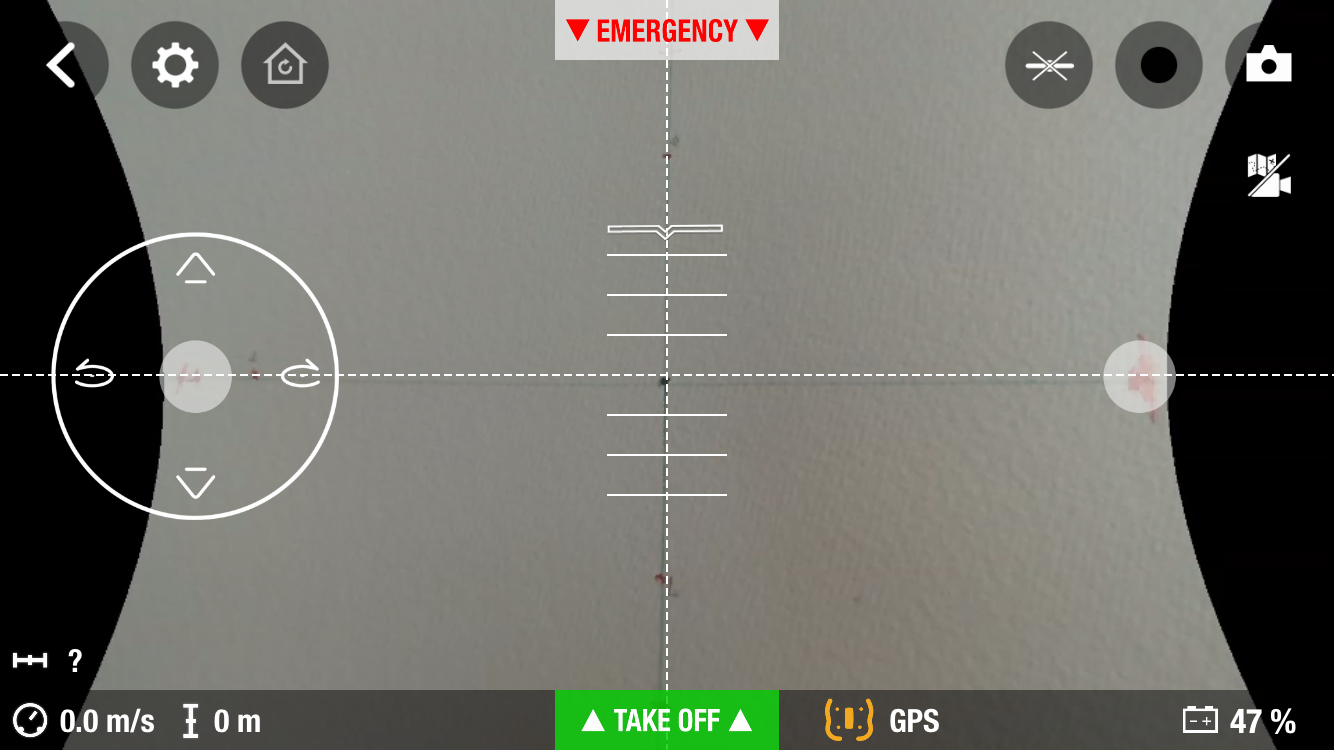 ▼ EMERGENCY ▼
?
0.0 m/s
0 m
▲ TAKE OFF ▲
GPS
47 %